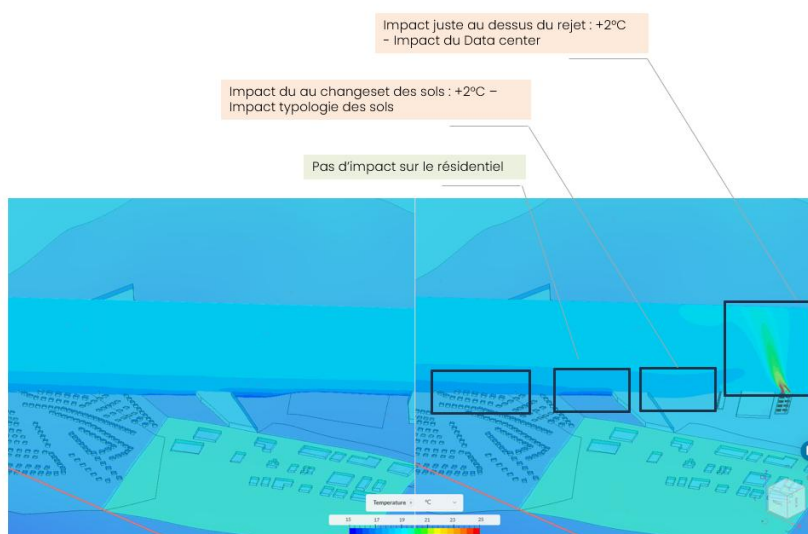 Impact juste au dessus du rejet : +2°C
- Impact du Data center
Impact du au changeset des sols : +2°C –
Impact typologie des sols
Pas d'impact sur le résidentiel
Temperature °C
15 17 19 21 23 25